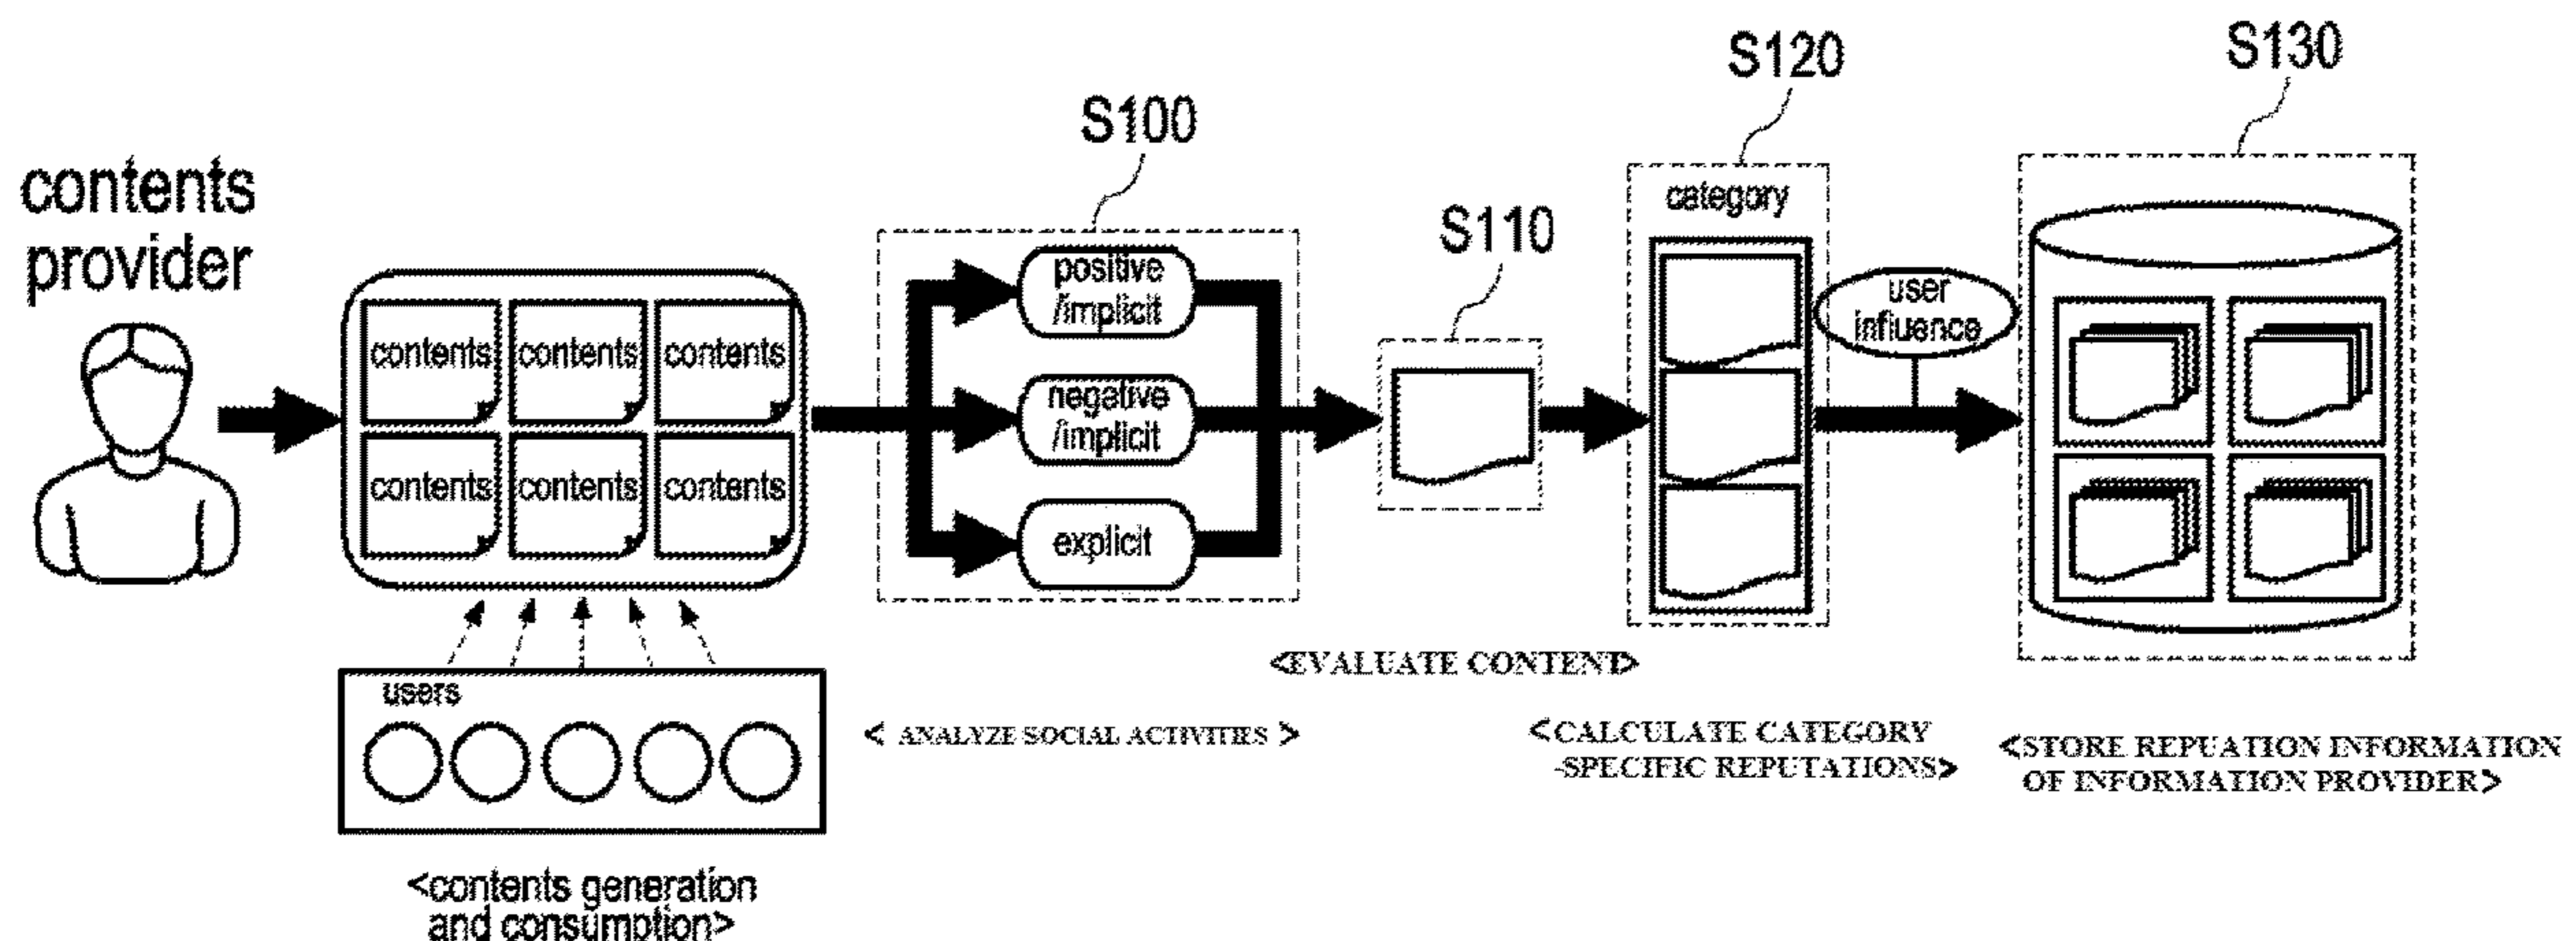 contents
provider
contents contents contents
contents contents contents
users
<contents generation
and consumption>
S100
positive
/implicit
negative
/implicit
explicit
< ANALYZE SOCIAL ACTIVITIES >
S110
<EVALUATE CONTENT>
S120
category
<CALCULATE CATEGORY
-SPECIFIC REPUTATIONS>
user
influence
S130
<STORE REPUATION INFORMATION
OF INFORMATION PROVIDER>